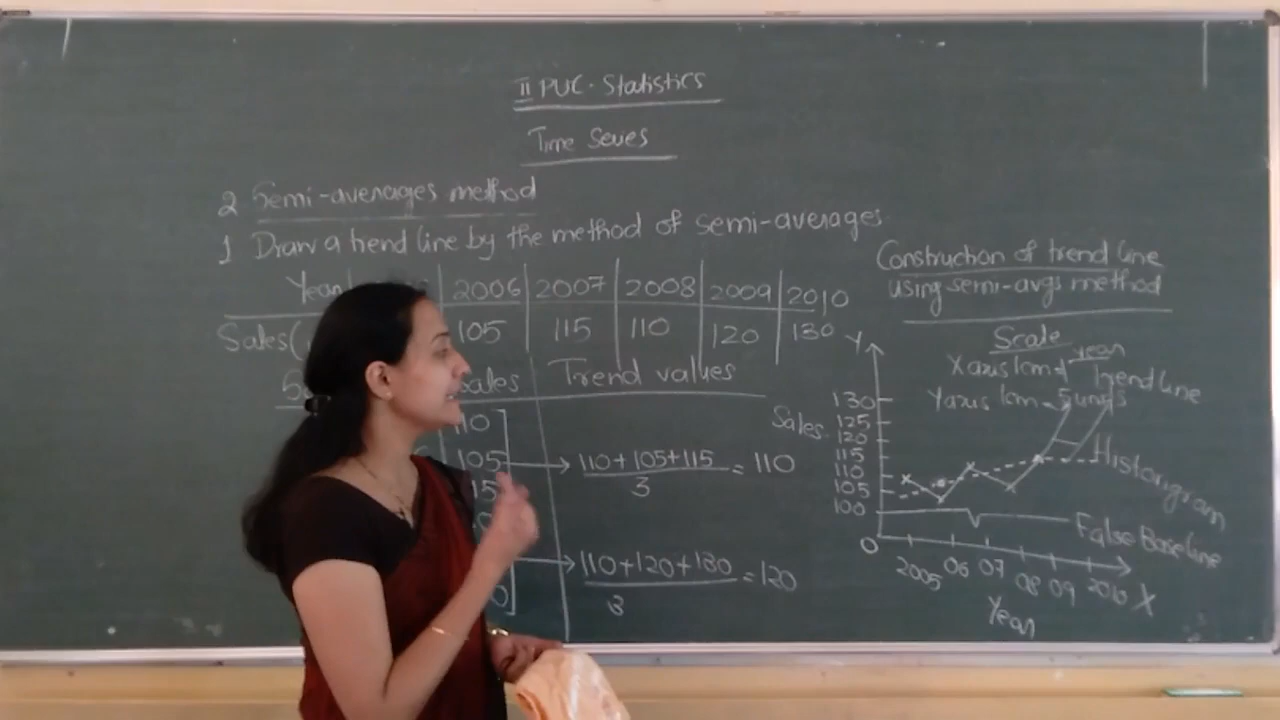 II PUC. Statistics
Time Series
2 Semi-averages method
1 Draw a trend line by the method of semi-averages
Year 2006 2007 2008 2009 2010
Sales( 105 115 110 120 130
Sales Trend values
110
105 → 110+105+115 / 3 = 110
15
→ 110+120+130 / 3 = 120
Construction of trend line
using semi-avgs method
Scale
X axis 1cm = 1 year
Y axis 1cm = 5 units
Trend line
Y
Sales
130
125
120
115
110
105
100
Historigram
False Base line
0
2005 06 07 08 09 2010 X
Year